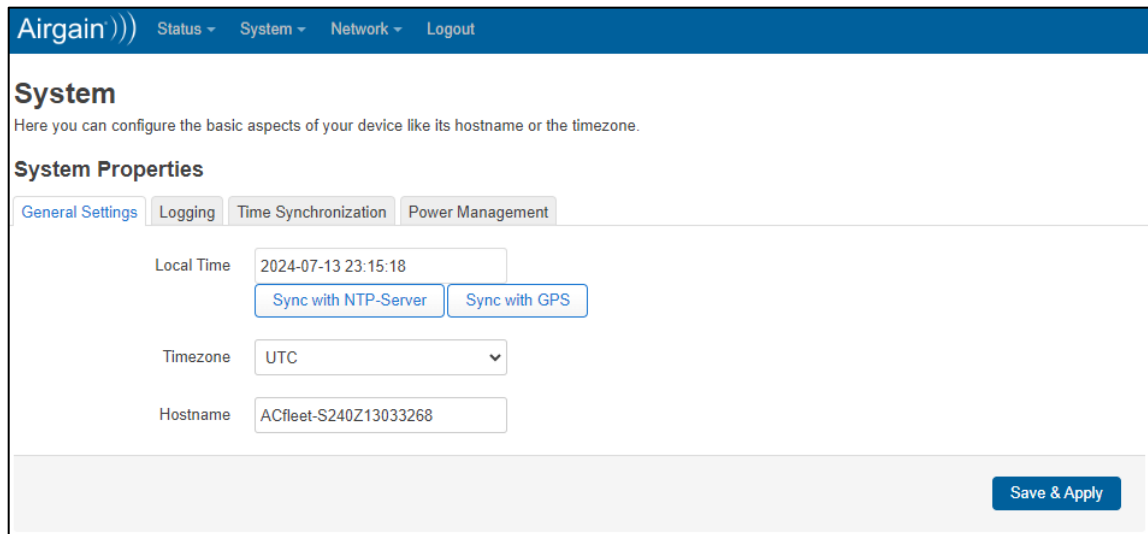 Airgain Status System Network Logout
System
Here you can configure the basic aspects of your device like its hostname or the timezone.
System Properties
General Settings Logging Time Synchronization Power Management
Local Time 2024-07-13 23:15:18
Sync with NTP-Server Sync with GPS
Timezone UTC
Hostname ACfleet-S240Z13033268
Save & Apply